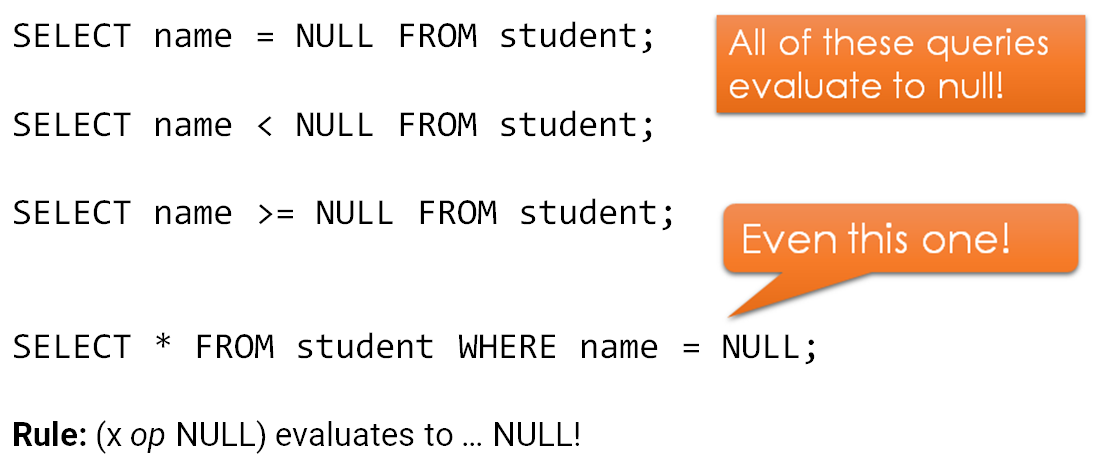 SELECT name = NULL FROM student;
All of these queries
evaluate to null!
SELECT name < NULL FROM student;
SELECT name >= NULL FROM student;
Even this one!
SELECT * FROM student WHERE name = NULL;
Rule: (x op NULL) evaluates to … NULL!